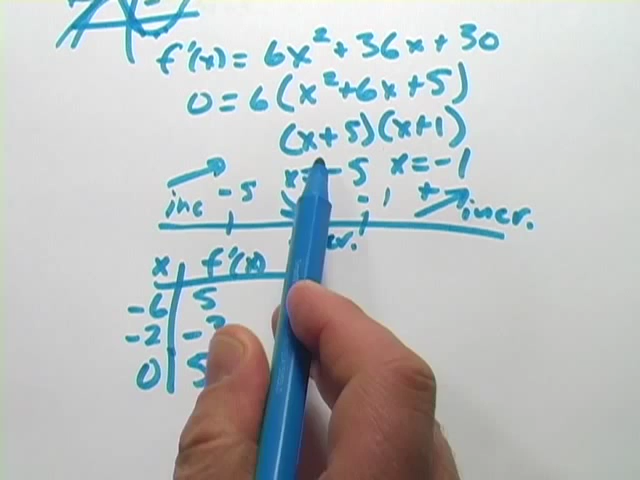 f'(x) = 6x² + 36x + 30
0 = 6(x² + 6x + 5)
(x + 5)(x + 1)
x = -5 x = -1
inc -5 -1 + incr.
x f'(x)
-6 5
-2 -3
0 5